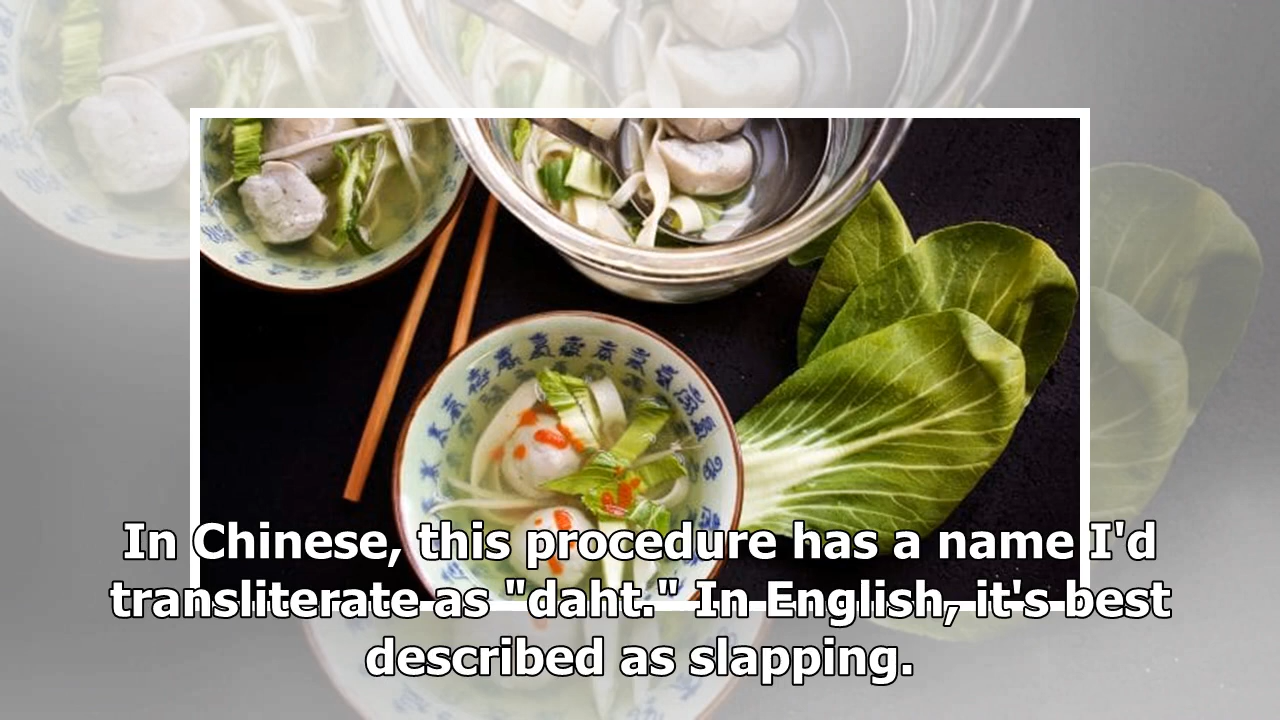 In Chinese, this procedure has a name I'd
transliterate as "daht." In English, it's best
described as slapping.